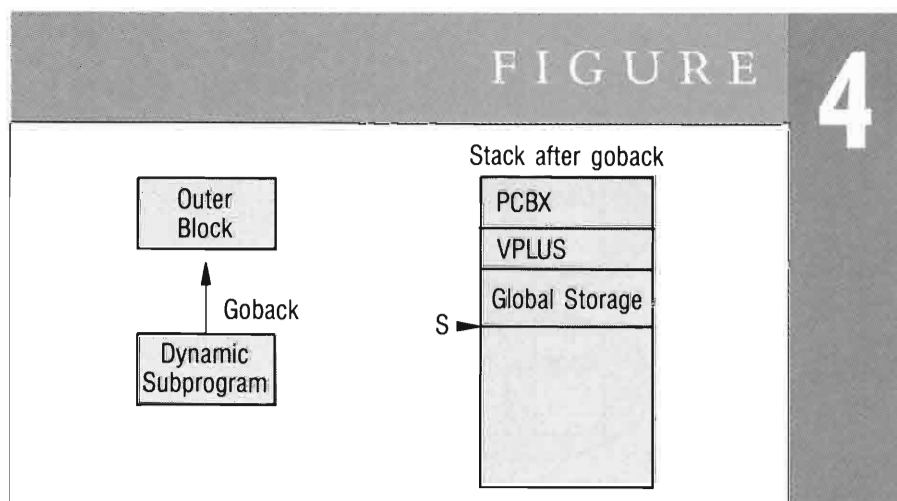 FIGURE
4
Outer
Block
Goback
Dynamic
Subprogram
Stack after goback
PCBX
VPLUS
Global Storage
S